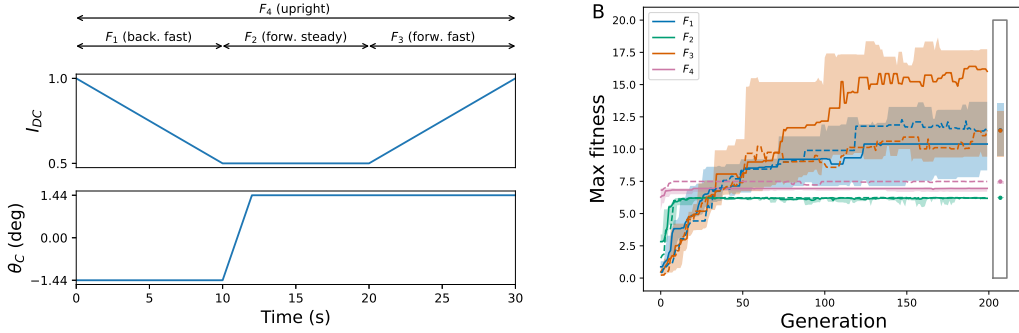 F₄ (upright)
F₁ (back. fast)
F₂ (forw. steady)
F₃ (forw. fast)
1.0
0.5
I_DC
1.44
0.00
−1.44
θ_C (deg)
0
5
10
15
20
25
30
Time (s)
B
F₁
F₂
F₃
F₄
20.0
17.5
15.0
12.5
10.0
7.5
5.0
2.5
0.0
Max fitness
0
50
100
150
200
Generation